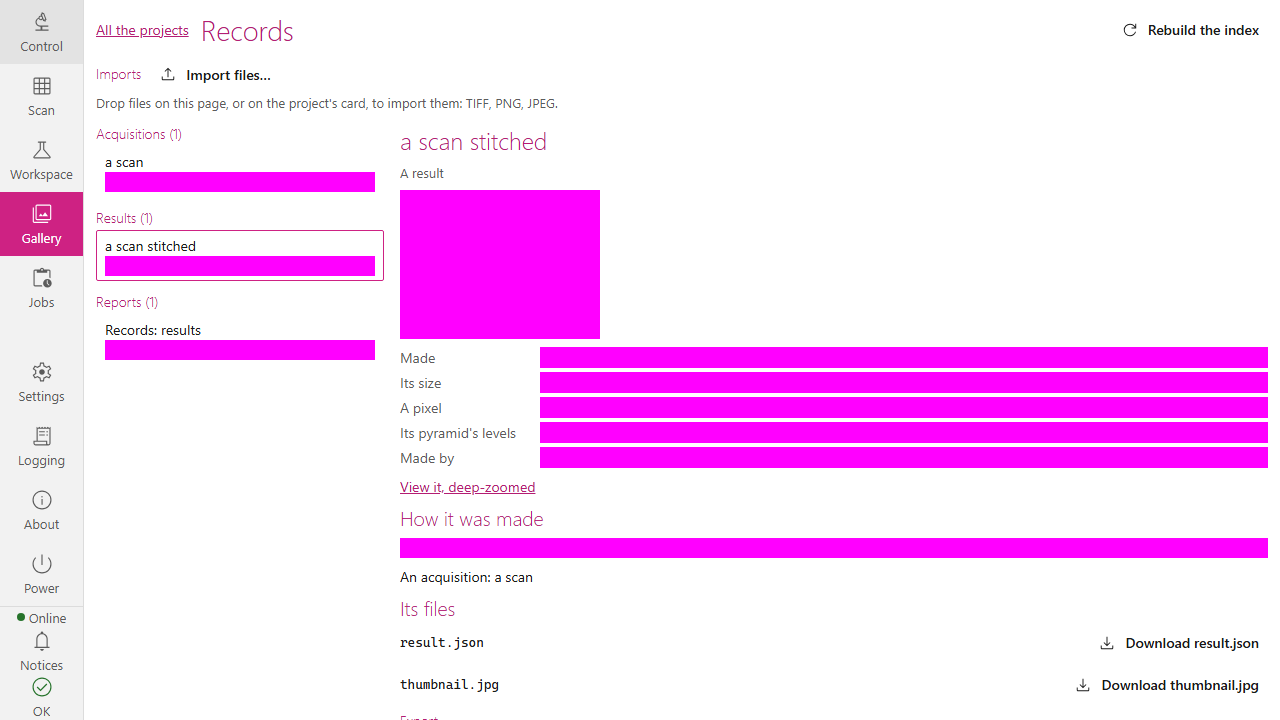 Control
Scan
Workspace
Gallery
Jobs
Settings
Logging
About
Power
Online
Notices
OK
All the projects
Records
Rebuild the index
Imports
Import files...
Drop files on this page, or on the project's card, to import them: TIFF, PNG, JPEG.
Acquisitions (1)
a scan
Results (1)
a scan stitched
Reports (1)
Records: results
a scan stitched
A result
Made
Its size
A pixel
Its pyramid's levels
Made by
View it, deep-zoomed
How it was made
An acquisition: a scan
Its files
result.json
Download result.json
thumbnail.jpg
Download thumbnail.jpg